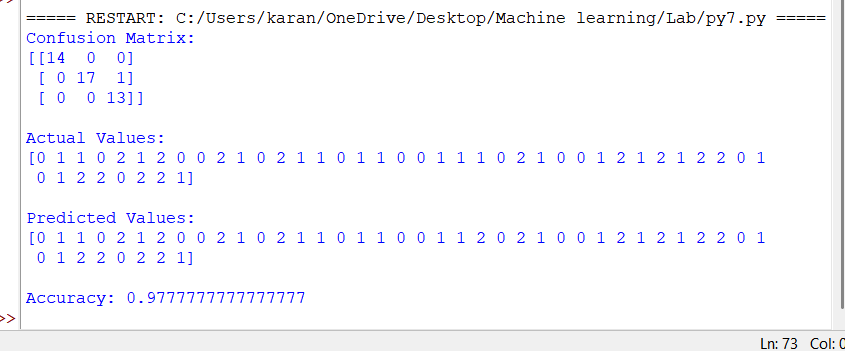 ===== RESTART: C:/Users/karan/OneDrive/Desktop/Machine learning/Lab/py7.py =====
Confusion Matrix:
[[14  0  0]
 [ 0 17  1]
 [ 0  0 13]]
Actual Values:
[0 1 1 0 2 1 2 0 0 2 1 0 2 1 1 0 1 1 0 0 1 1 1 0 2 1 0 0 1 2 1 2 1 2 2 0 1
 0 1 2 2 0 2 2 1]
Predicted Values:
[0 1 1 0 2 1 2 0 0 2 1 0 2 1 1 0 1 1 0 0 1 1 2 0 2 1 0 0 1 2 1 2 1 2 2 0 1
 0 1 2 2 0 2 2 1]
Accuracy: 0.9777777777777777
>>
Ln: 73 Col: 0